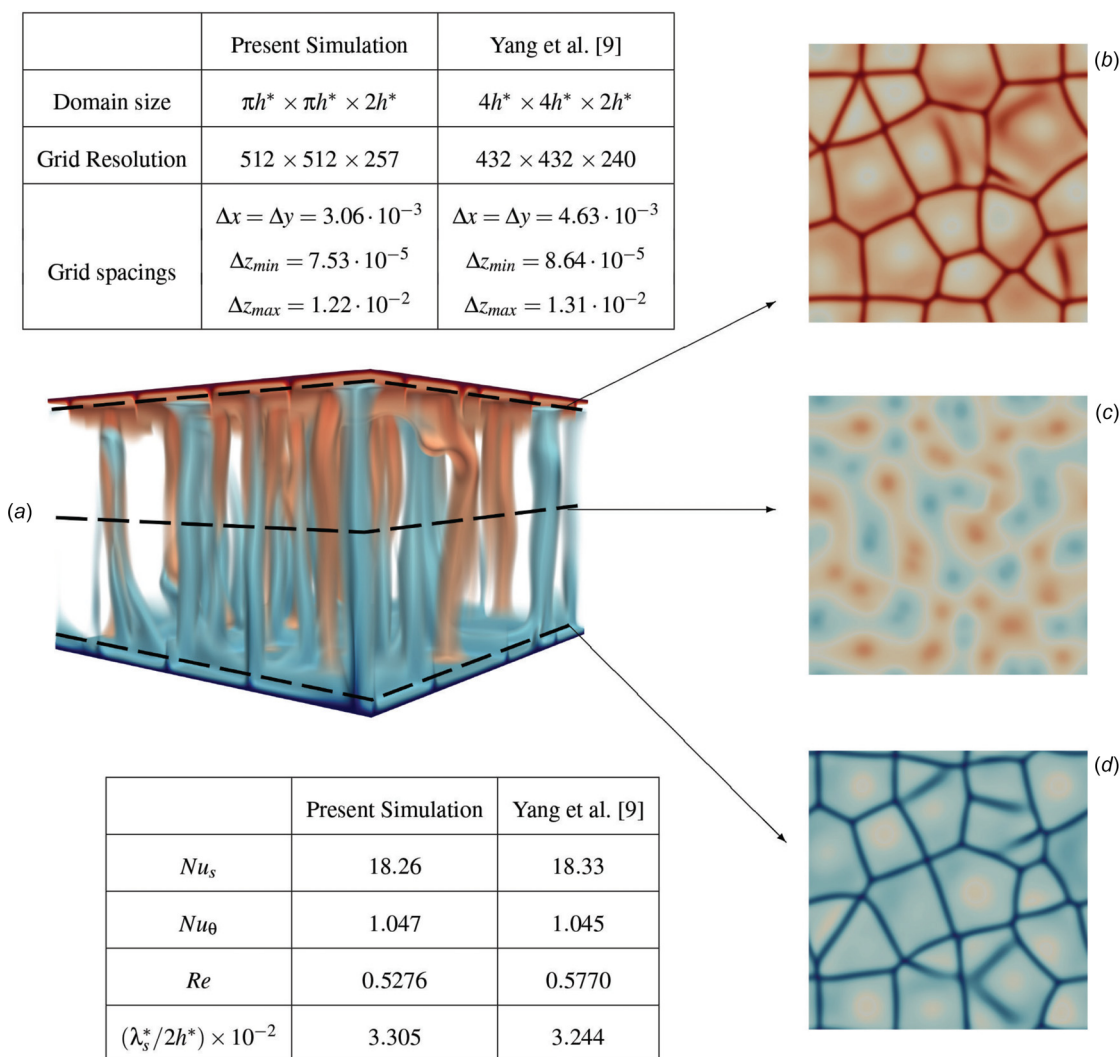 Present Simulation Yang et al. [9]
Domain size πh* × πh* × 2h* 4h* × 4h* × 2h*
Grid Resolution 512 × 512 × 257 432 × 432 × 240
Δx = Δy = 3.06 · 10⁻³ Δx = Δy = 4.63 · 10⁻³
Grid spacings Δz_min = 7.53 · 10⁻⁵ Δz_min = 8.64 · 10⁻⁵
Δz_max = 1.22 · 10⁻² Δz_max = 1.31 · 10⁻²
(b)
(a)
(c)
(d)
Present Simulation Yang et al. [9]
Nu_s 18.26 18.33
Nu_θ 1.047 1.045
Re 0.5276 0.5770
(λ_s*/2h*) × 10⁻² 3.305 3.244